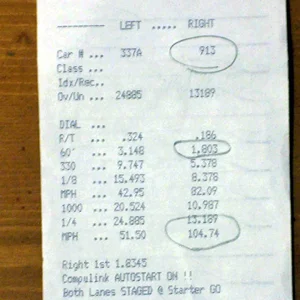 --------- LEFT ..... RIGHT
Car # ... 337A 913
Class ...
Idx/Rec..
Ov/Un ... 24885 13189
DIAL ...
R/T ... .324 .186
60' ... 3.148 1.803
330 ... 9.747 5.378
1/8 ... 15.493 8.378
MPH ... 42.95 82.09
1000 ... 20.524 10.987
1/4 ... 24.885 13.189
MPH ... 51.50 104.74
Right 1st 1.8345
Compulink AUTOSTART ON !!
Both Lanes STAGED @ Starter GO